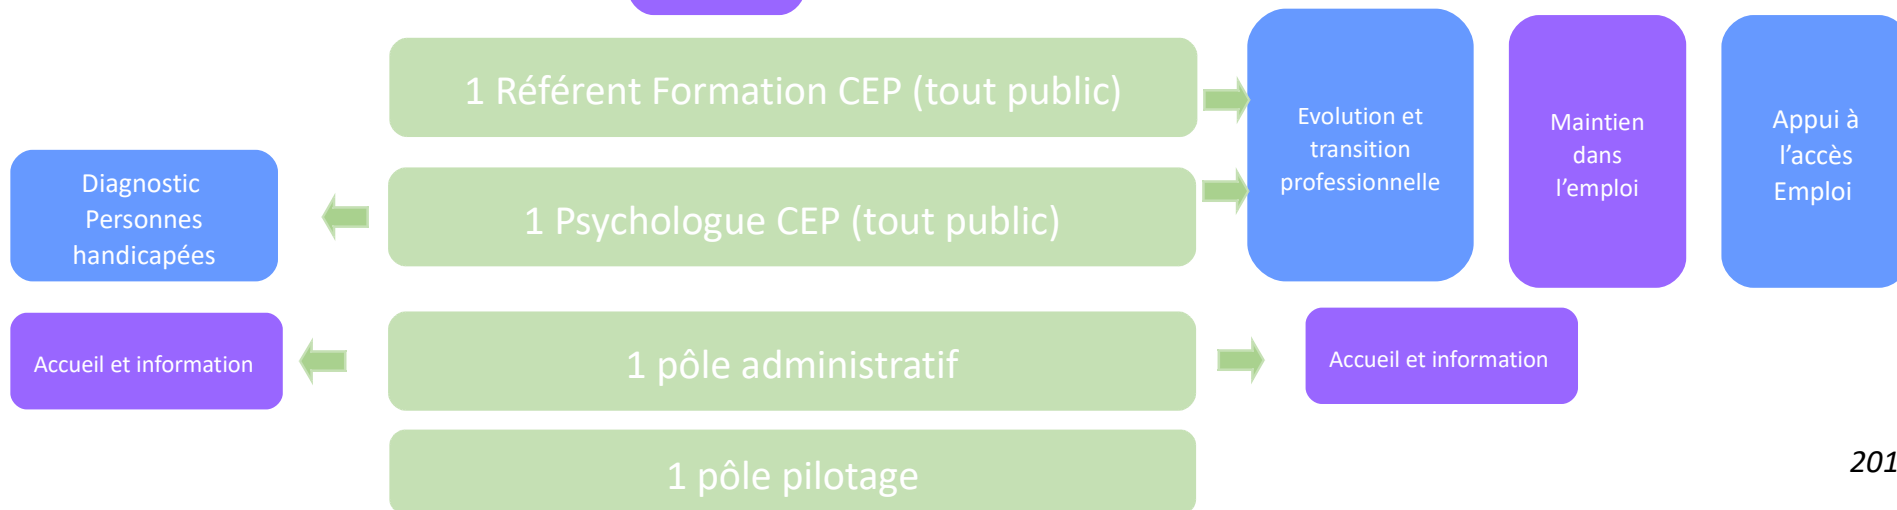 1 Référent Formation CEP (tout public)
Evolution et
transition
professionnelle
Maintien
dans
l’emploi
Appui à
l’accès
Emploi
Diagnostic
Personnes
handicapées
1 Psychologue CEP (tout public)
Accueil et information
1 pôle administratif
Accueil et information
1 pôle pilotage
201